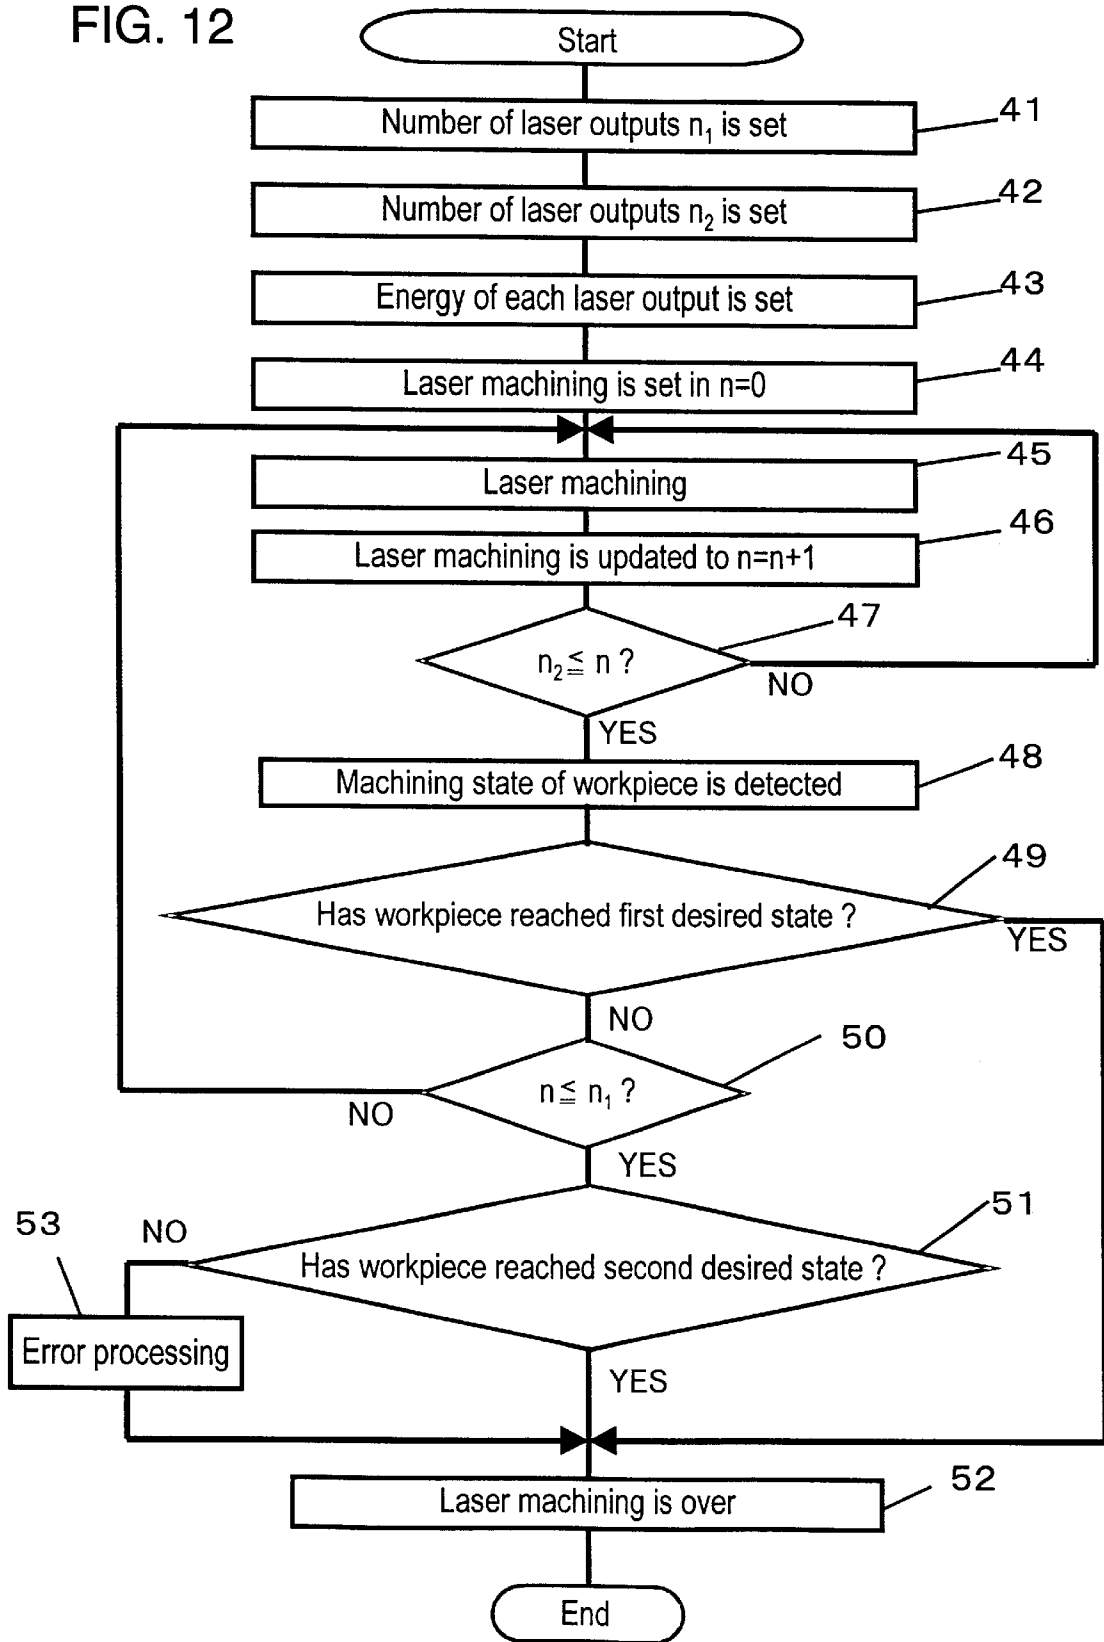 FIG. 12
Start
Number of laser outputs n₁ is set
41
Number of laser outputs n₂ is set
42
Energy of each laser output is set
43
Laser machining is set in n=0
44
Laser machining
45
Laser machining is updated to n=n+1
46
n₂ ≦ n ?
47
NO
YES
Machining state of workpiece is detected
48
Has workpiece reached first desired state ?
49
YES
NO
n ≦ n₁ ?
50
NO
YES
Has workpiece reached second desired state ?
51
NO
53
Error processing
YES
Laser machining is over
52
End